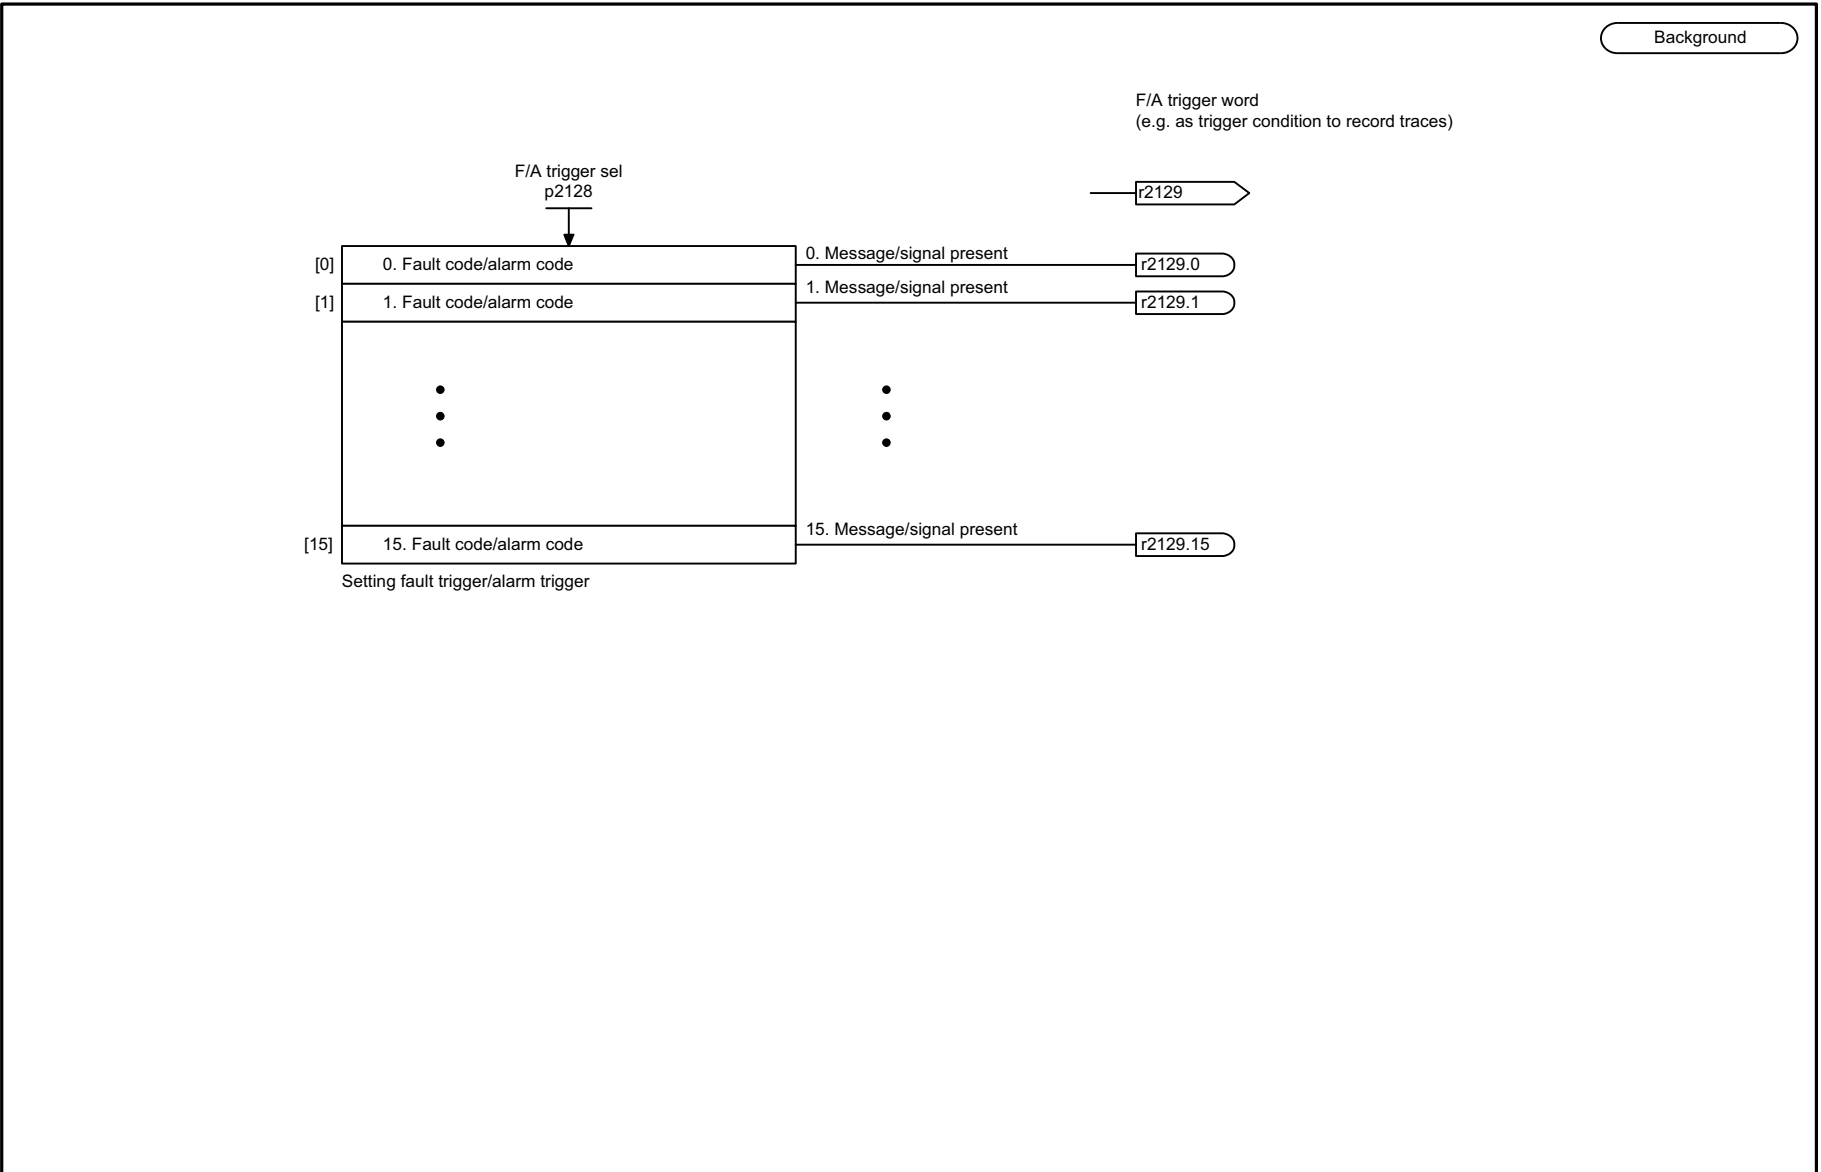 Background
F/A trigger word
(e.g. as trigger condition to record traces)
F/A trigger sel
p2128
r2129
[0] 0. Fault code/alarm code 0. Message/signal present r2129.0
[1] 1. Fault code/alarm code 1. Message/signal present r2129.1
[15] 15. Fault code/alarm code 15. Message/signal present r2129.15
Setting fault trigger/alarm trigger